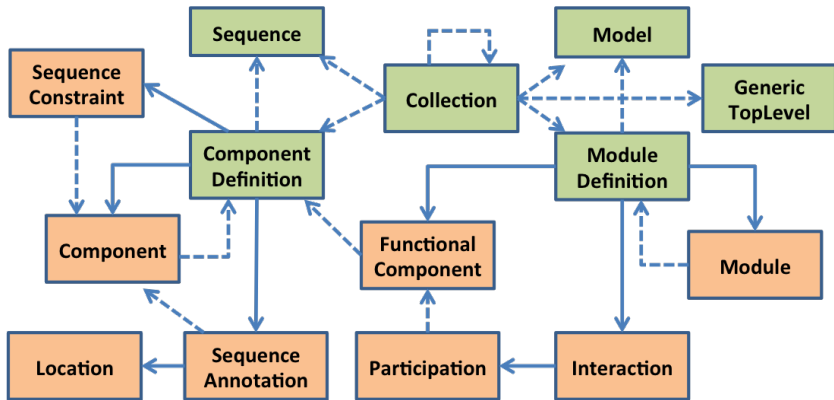 Sequence
Model
Sequence
Constraint
Collection
Generic
TopLevel
Component
Definition
Module
Definition
Component
Functional
Component
Module
Location
Sequence
Annotation
Participation
Interaction